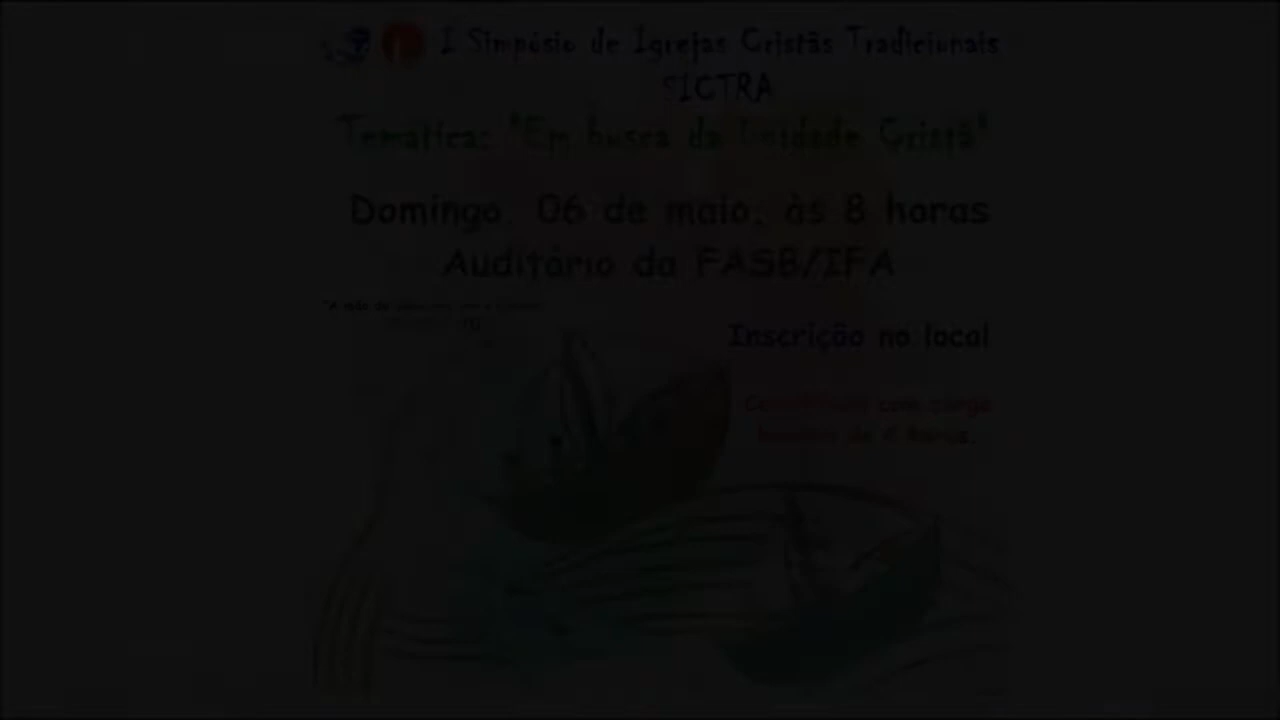 I Simpósio de Igrejas Cristãs Tradicionais
SICTRA
Temática: "Em busca da Unidade Cristã"
Domingo, 06 de maio, às 8 horas
Auditório da FASB/IFA
Inscrição no local
com carga
horária de 6 horas.